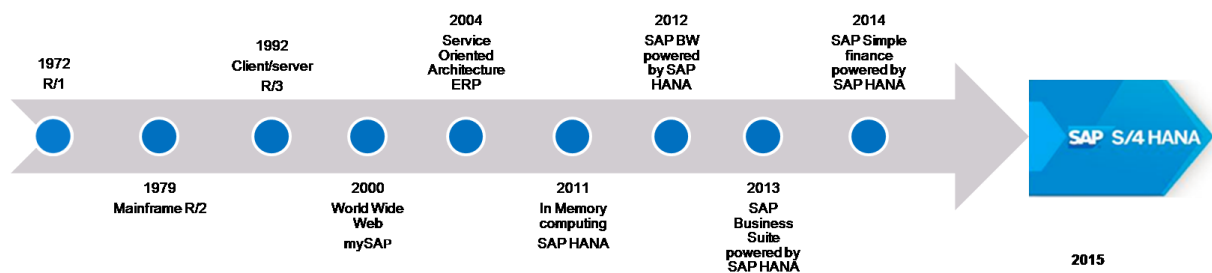 1972
R/1
1979
Mainframe R/2
1992
Client/server
R/3
2000
World Wide
Web
mySAP
2004
Service
Oriented
Architecture
ERP
2011
In Memory
computing
SAP HANA
2012
SAP BW
powered
by SAP
HANA
2013
SAP
Business
Suite
powered by
SAP HANA
2014
SAP Simple
finance
powered by
SAP HANA
SAP S/4 HANA
2015